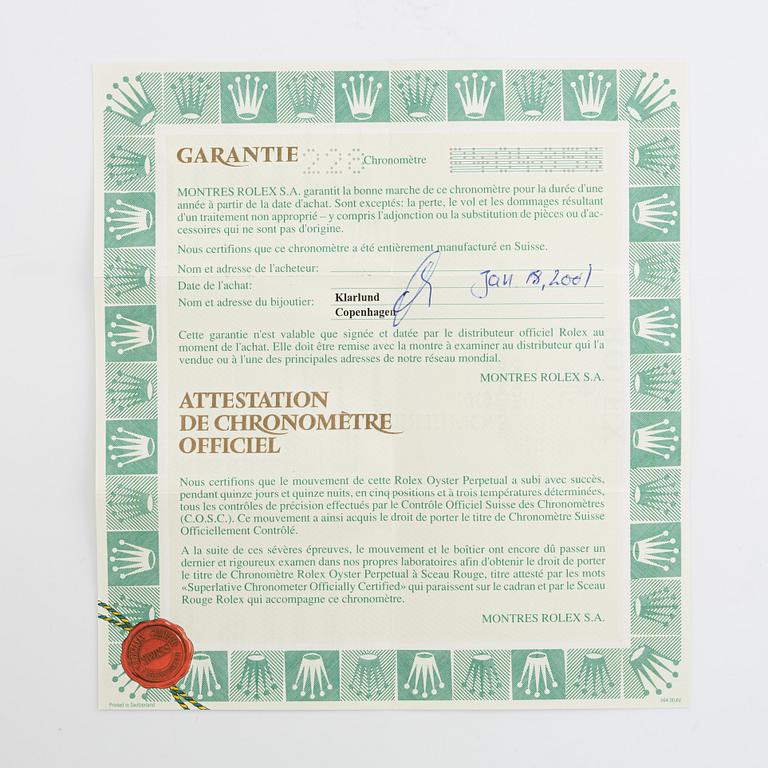 GARANTIE 228 Chronomètre
MONTRES ROLEX S.A. garantit la bonne marche de ce chronomètre pour la durée d'une
année à partir de la date d'achat. Sont exceptés: la perte, le vol et les dommages résultant
d'un traitement non approprié – y compris l'adjonction ou la substitution de pièces ou d'ac-
cessoires qui ne sont pas d'origine.
Nous certifions que ce chronomètre a été entièrement manufacturé en Suisse.
Nom et adresse de l'acheteur:
Date de l'achat: Jan 18, 2001
Nom et adresse du bijoutier: Klarlund
Copenhagen
Cette garantie n'est valable que signée et datée par le distributeur officiel Rolex au
moment de l'achat. Elle doit être remise avec la montre à examiner au distributeur qui l'a
vendue ou à l'une des principales adresses de notre réseau mondial.
MONTRES ROLEX S.A.
ATTESTATION
DE CHRONOMÈTRE
OFFICIEL
Nous certifions que le mouvement de cette Rolex Oyster Perpetual a subi avec succès,
pendant quinze jours et quinze nuits, en cinq positions et à trois températures déterminées,
tous les contrôles de précision effectués par le Contrôle Officiel Suisse des Chronomètres
(C.O.S.C.). Ce mouvement a ainsi acquis le droit de porter le titre de Chronomètre Suisse
Officiellement Contrôlé.
A la suite de ces sévères épreuves, le mouvement et le boîtier ont encore dû passer un
dernier et rigoureux examen dans nos propres laboratoires afin d'obtenir le droit de porter
le titre de Chronomètre Rolex Oyster Perpetual à Sceau Rouge, titre attesté par les mots
«Superlative Chronometer Officially Certified» qui paraissent sur le cadran et par le Sceau
Rouge Rolex qui accompagne ce chronomètre.
MONTRES ROLEX S.A.
Printed in Switzerland